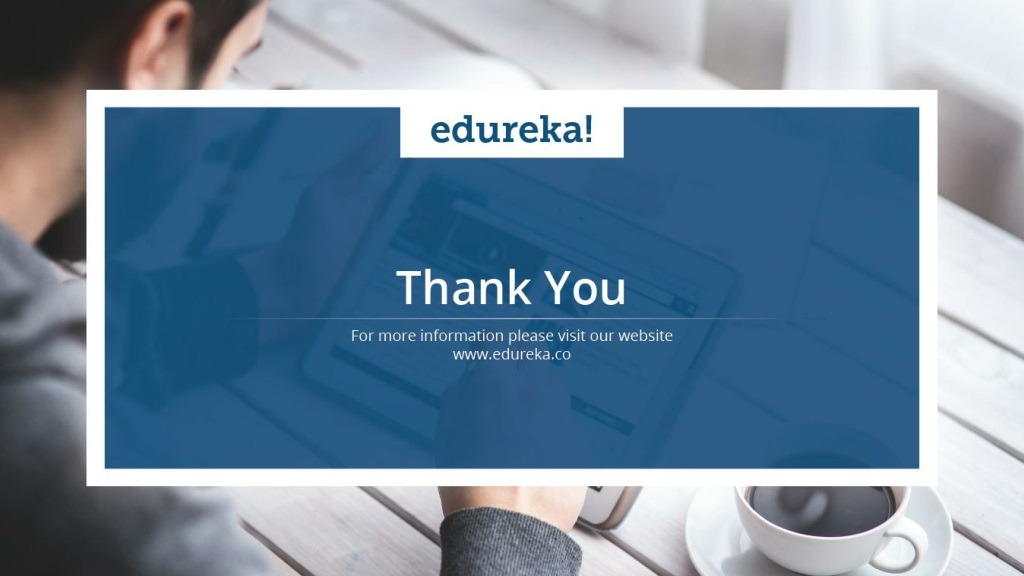 edureka!
Thank You
For more information please visit our website
www.edureka.co